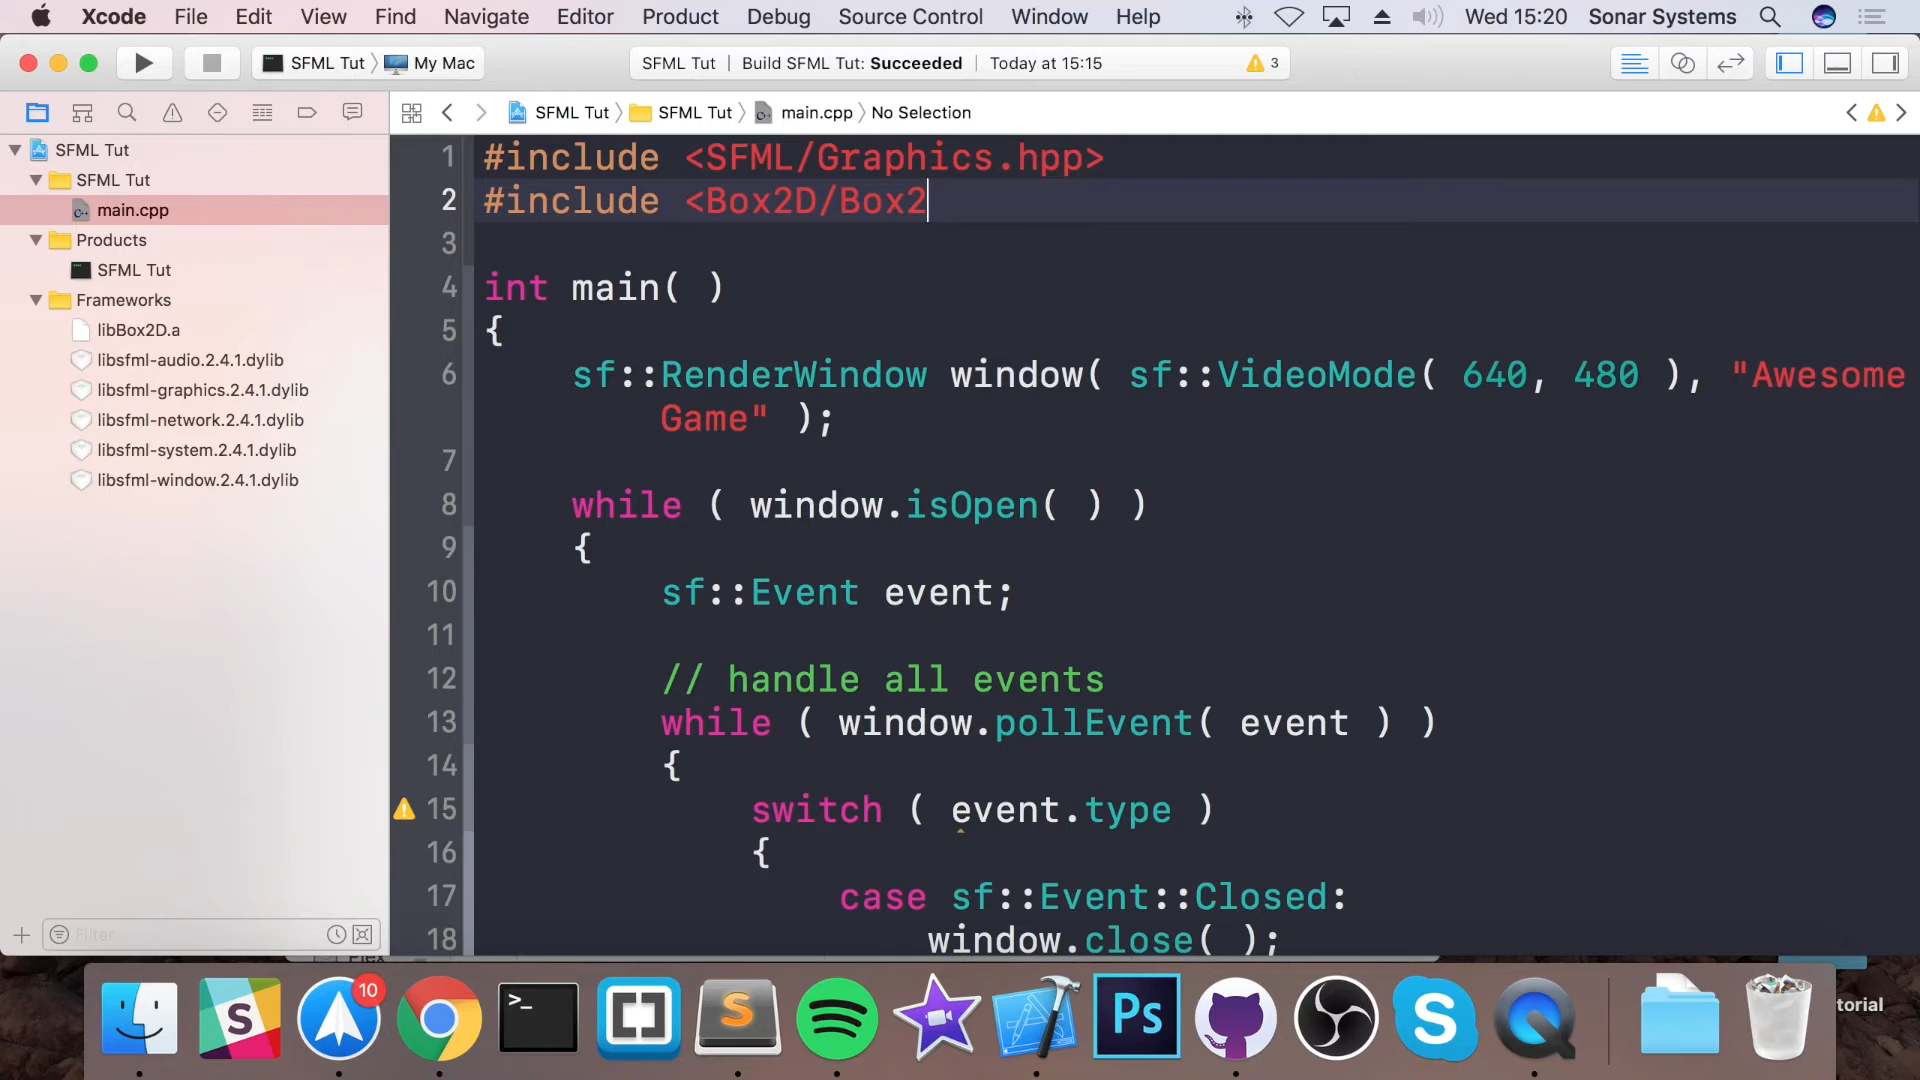 Xcode File Edit View Find Navigate Editor Product Debug Source Control Window Help Wed 15:20 Sonar Systems
SFML Tut My Mac SFML Tut | Build SFML Tut: Succeeded | Today at 15:15 3
SFML Tut SFML Tut main.cpp No Selection
SFML Tut
SFML Tut
main.cpp
Products
SFML Tut
Frameworks
libBox2D.a
libsfml-audio.2.4.1.dylib
libsfml-graphics.2.4.1.dylib
libsfml-network.2.4.1.dylib
libsfml-system.2.4.1.dylib
libsfml-window.2.4.1.dylib
Filter
1 #include <SFML/Graphics.hpp>
2 #include <Box2D/Box2
3
4 int main( )
5 {
6 sf::RenderWindow window( sf::VideoMode( 640, 480 ), "Awesome
Game" );
7
8 while ( window.isOpen( ) )
9 {
10 sf::Event event;
11
12 // handle all events
13 while ( window.pollEvent( event ) )
14 {
15 switch ( event.type )
16 {
17 case sf::Event::Closed:
18 window.close( );
S 10 >_ S Ps S
torial